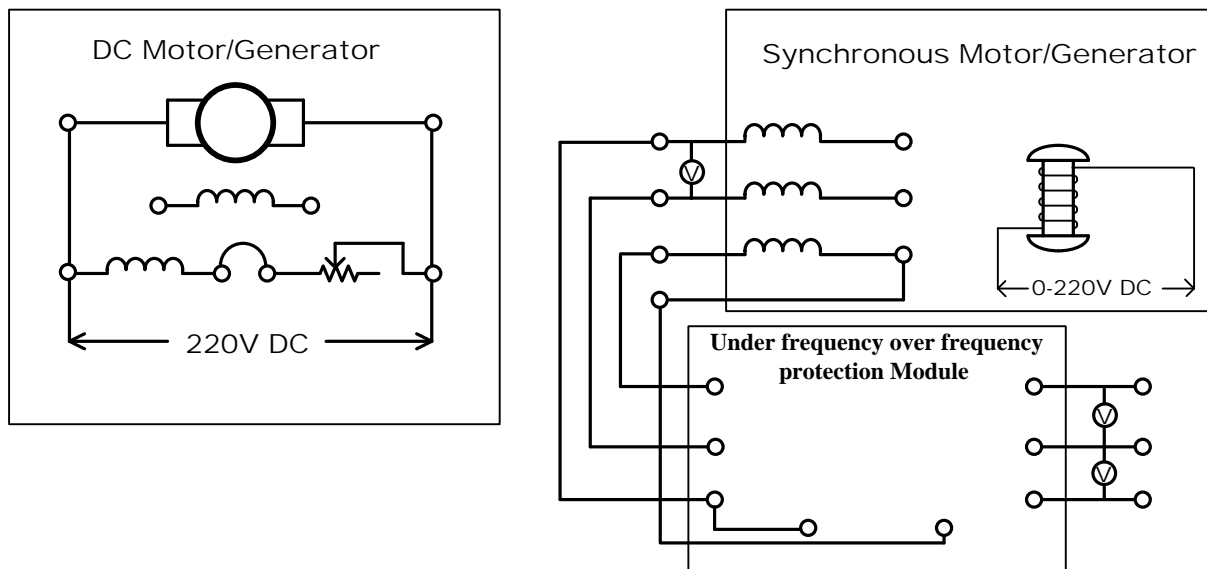 DC Motor/Generator
220V DC
Synchronous Motor/Generator
V
0-220V DC
Under frequency over frequency
protection Module
V
V